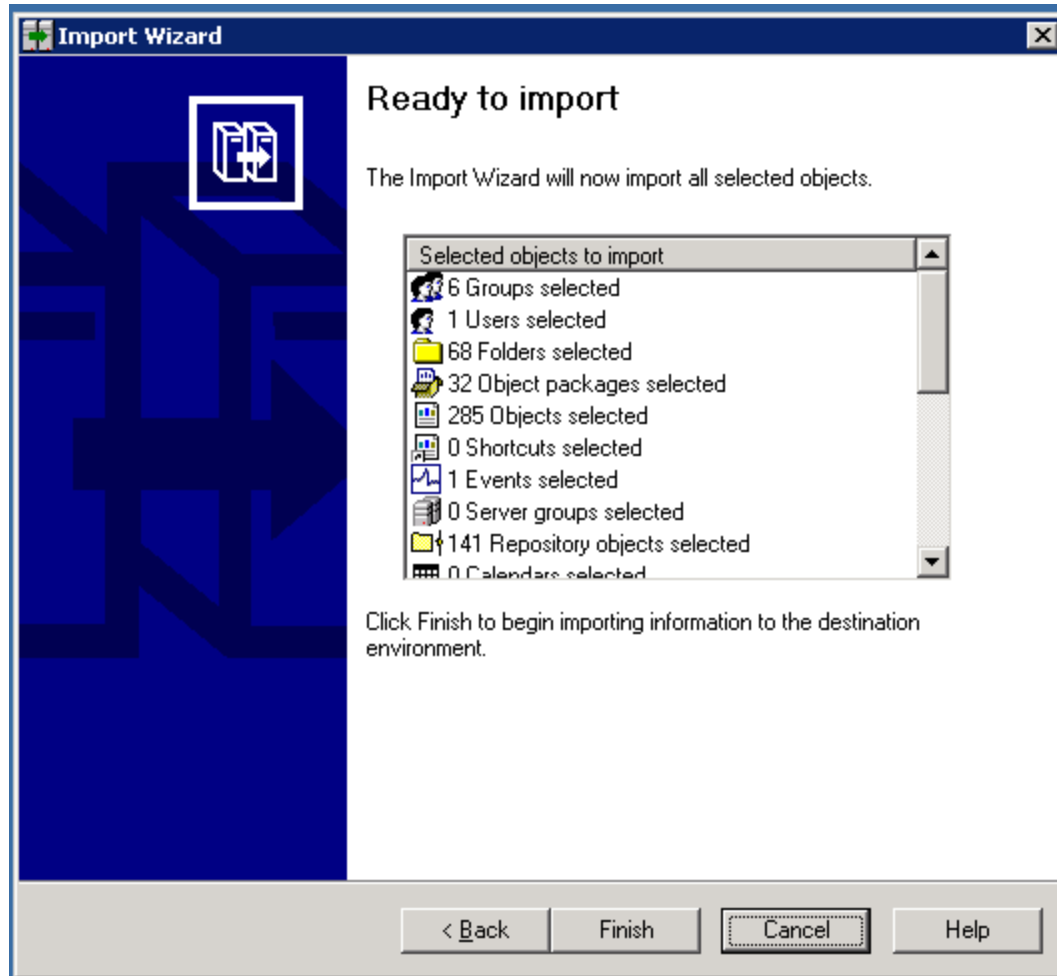 Import Wizard
Ready to import
The Import Wizard will now import all selected objects.
Selected objects to import
6 Groups selected
1 Users selected
68 Folders selected
32 Object packages selected
285 Objects selected
0 Shortcuts selected
1 Events selected
0 Server groups selected
141 Repository objects selected
0 Calendars selected
Click Finish to begin importing information to the destination
environment.
< Back Finish Cancel Help